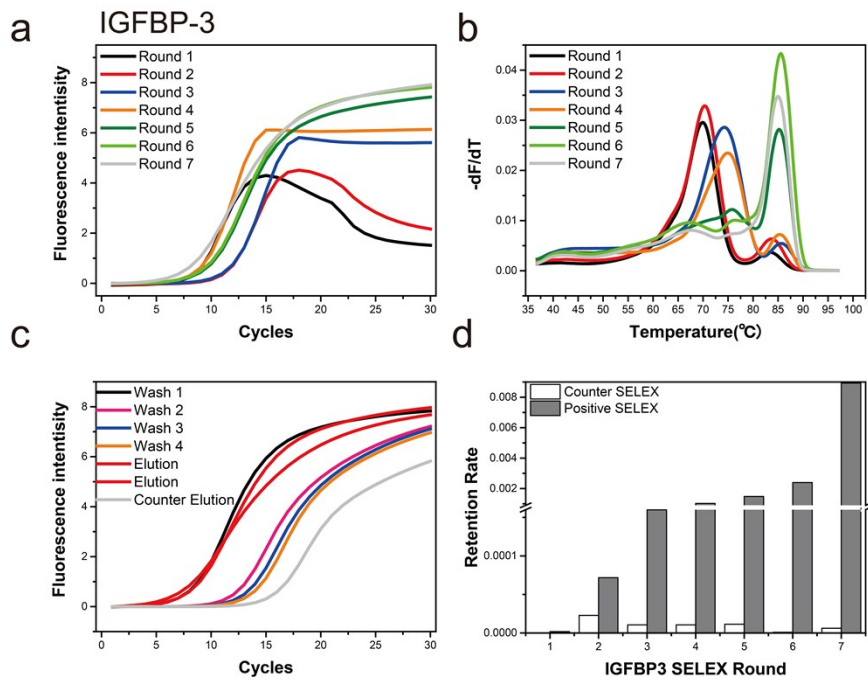 IGFBP-3
a
Round 1
Round 2
Round 3
Round 4
Round 5
Round 6
Round 7
Fluorescence intentisity
8
6
4
2
0
0 5 10 15 20 25 30
Cycles
b
Round 1
Round 2
Round 3
Round 4
Round 5
Round 6
Round 7
-dF/dT
0.04
0.03
0.02
0.01
0.00
35 40 45 50 55 60 65 70 75 80 85 90 95 100
Temperature(℃)
c
Wash 1
Wash 2
Wash 3
Wash 4
Elution
Elution
Counter Elution
Fluorescence intentisity
8
6
4
2
0
0 5 10 15 20 25 30
Cycles
d
Counter SELEX
Positive SELEX
Retention Rate
0.008
0.006
0.004
0.002
0.0001
0.0000
1 2 3 4 5 6 7
IGFBP3 SELEX Round